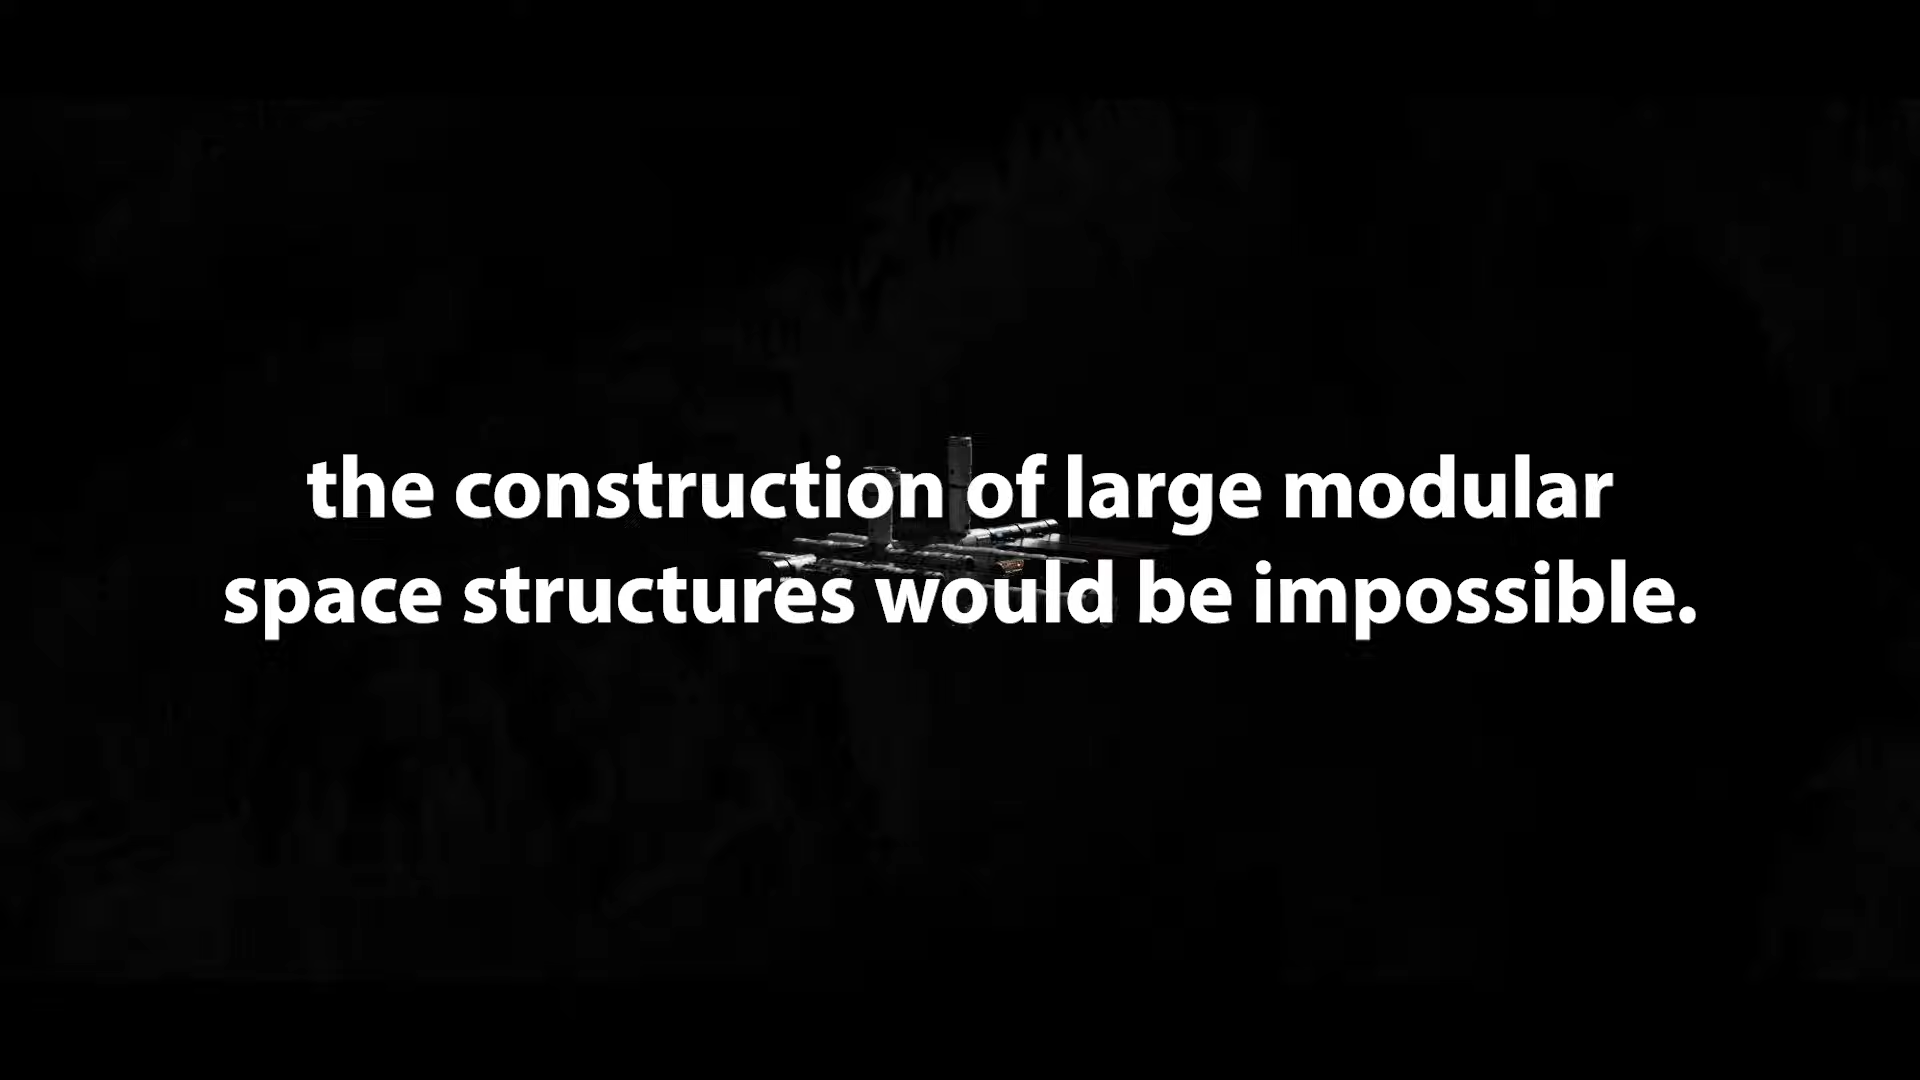 the construction of large modular
space structures would be impossible.